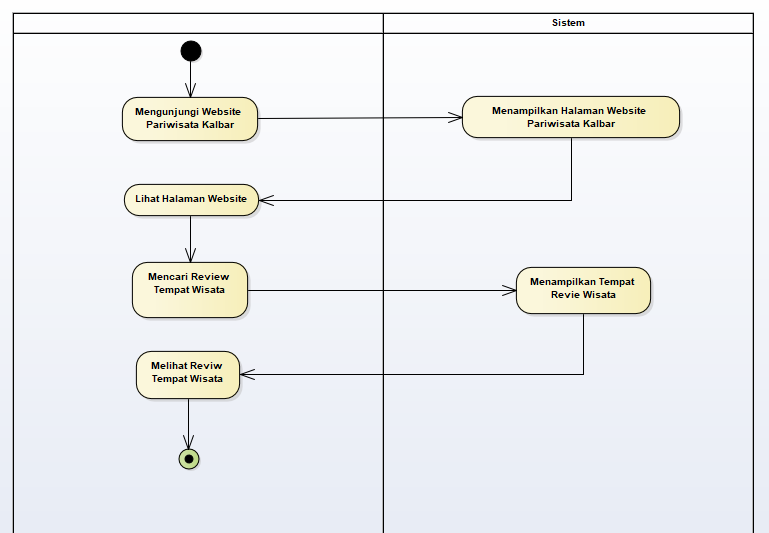 Sistem
Mengunjungi Website
Pariwisata Kalbar
Menampilkan Halaman Website
Pariwisata Kalbar
Lihat Halaman Website
Mencari Review
Tempat Wisata
Menampilkan Tempat
Revie Wisata
Melihat Reviw
Tempat Wisata